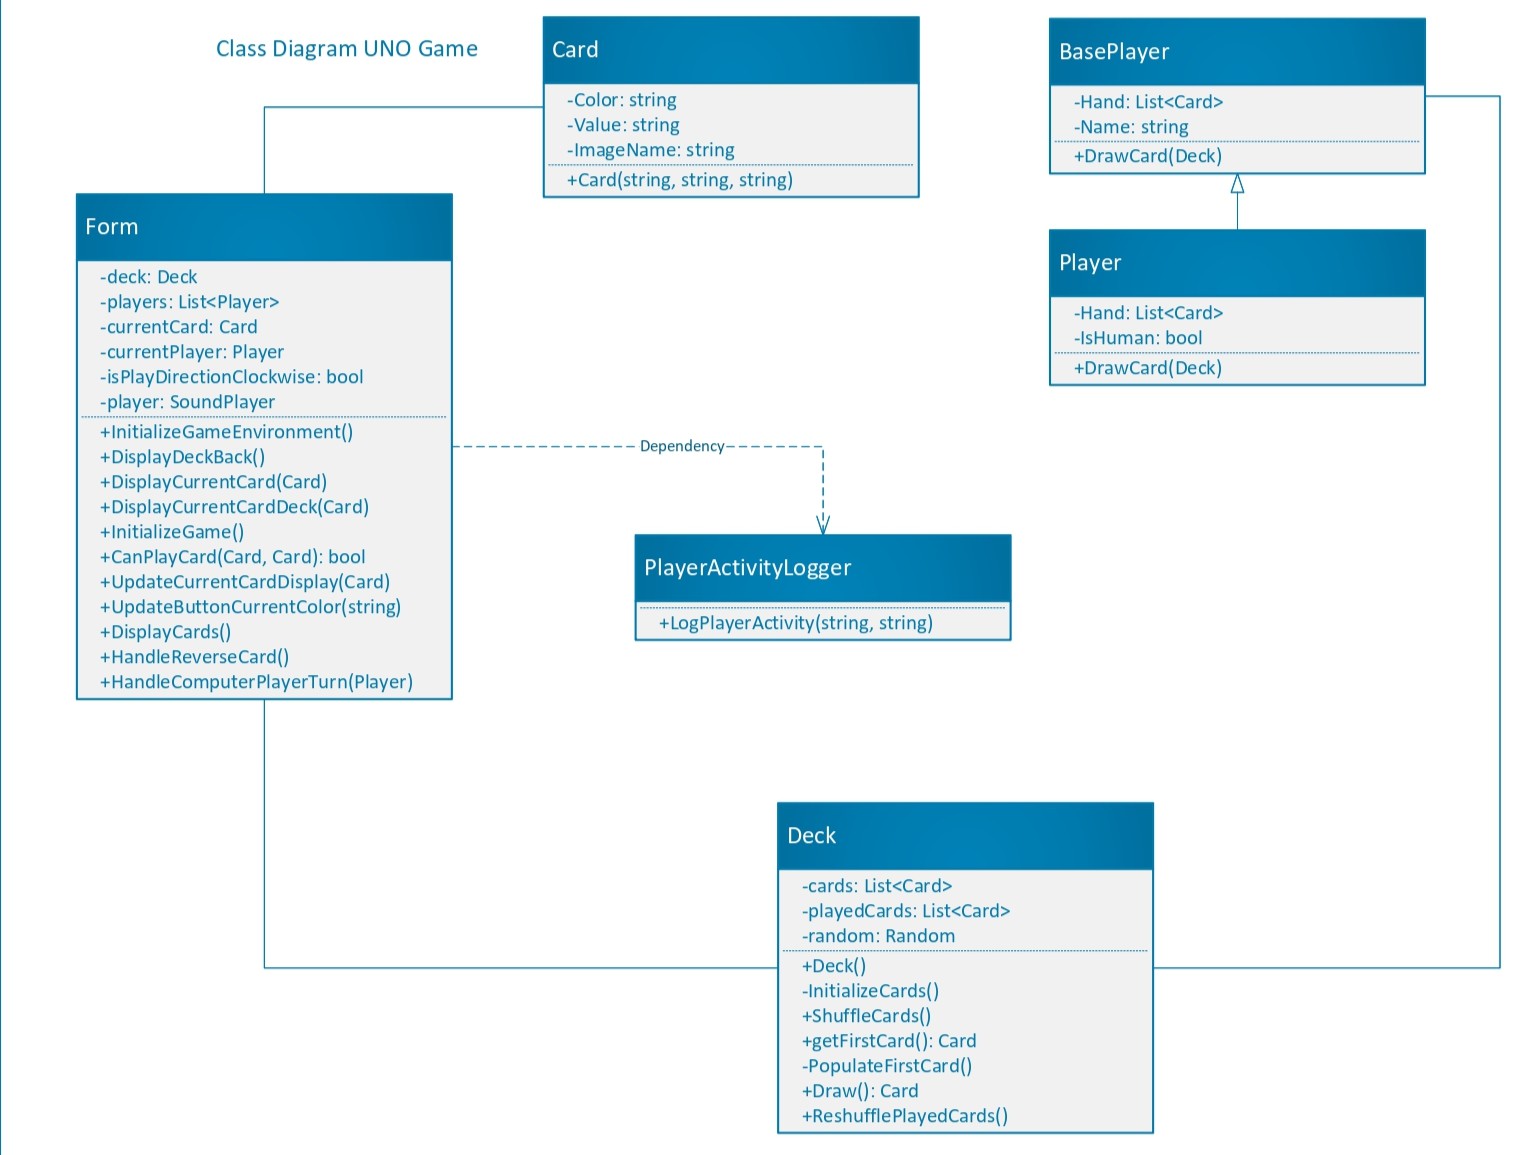 Class Diagram UNO Game
Card
-Color: string
-Value: string
-ImageName: string
+Card(string, string, string)
BasePlayer
-Hand: List<Card>
-Name: string
+DrawCard(Deck)
Form
-deck: Deck
-players: List<Player>
-currentCard: Card
-currentPlayer: Player
-isPlayDirectionClockwise: bool
-player: SoundPlayer
+InitializeGameEnvironment()
+DisplayDeckBack()
+DisplayCurrentCard(Card)
+DisplayCurrentCardDeck(Card)
+InitializeGame()
+CanPlayCard(Card, Card): bool
+UpdateCurrentCardDisplay(Card)
+UpdateButtonCurrentColor(string)
+DisplayCards()
+HandleReverseCard()
+HandleComputerPlayerTurn(Player)
Player
-Hand: List<Card>
-IsHuman: bool
+DrawCard(Deck)
Dependency
PlayerActivityLogger
+LogPlayerActivity(string, string)
Deck
-cards: List<Card>
-playedCards: List<Card>
-random: Random
+Deck()
-InitializeCards()
+ShuffleCards()
+getFirstCard(): Card
-PopulateFirstCard()
+Draw(): Card
+ReshufflePlayedCards()